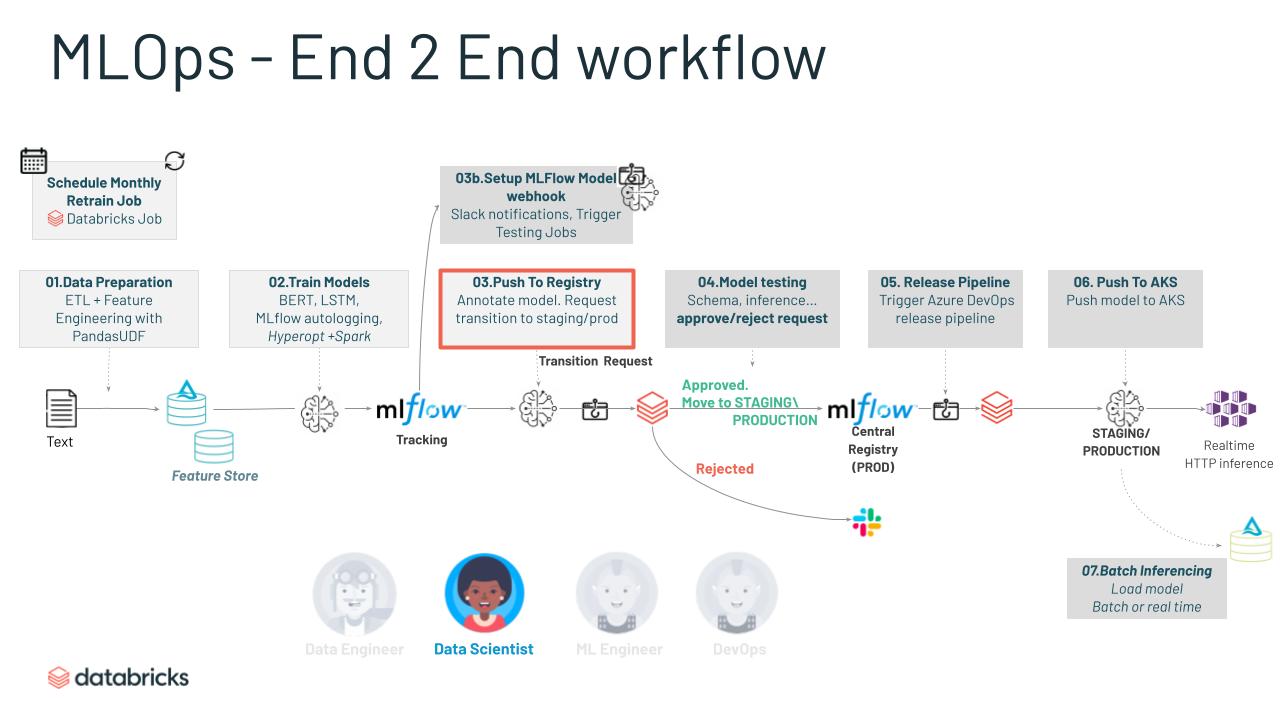 MLOps - End 2 End workflow
Schedule Monthly
Retrain Job
Databricks Job
03b.Setup MLFlow Model
webhook
Slack notifications, Trigger
Testing Jobs
01.Data Preparation
ETL + Feature
Engineering with
PandasUDF
02.Train Models
BERT, LSTM,
MLflow autologging,
Hyperopt +Spark
03.Push To Registry
Annotate model. Request
transition to staging/prod
04.Model testing
Schema, inference...
approve/reject request
05. Release Pipeline
Trigger Azure DevOps
release pipeline
06. Push To AKS
Push model to AKS
Transition Request
Approved.
Move to STAGING\
PRODUCTION
mlflow
Tracking
mlflow
Central
Registry
(PROD)
STAGING/
PRODUCTION
Realtime
HTTP inference
Text
Feature Store
Rejected
07.Batch Inferencing
Load model
Batch or real time
Data Engineer
Data Scientist
ML Engineer
DevOps
databricks